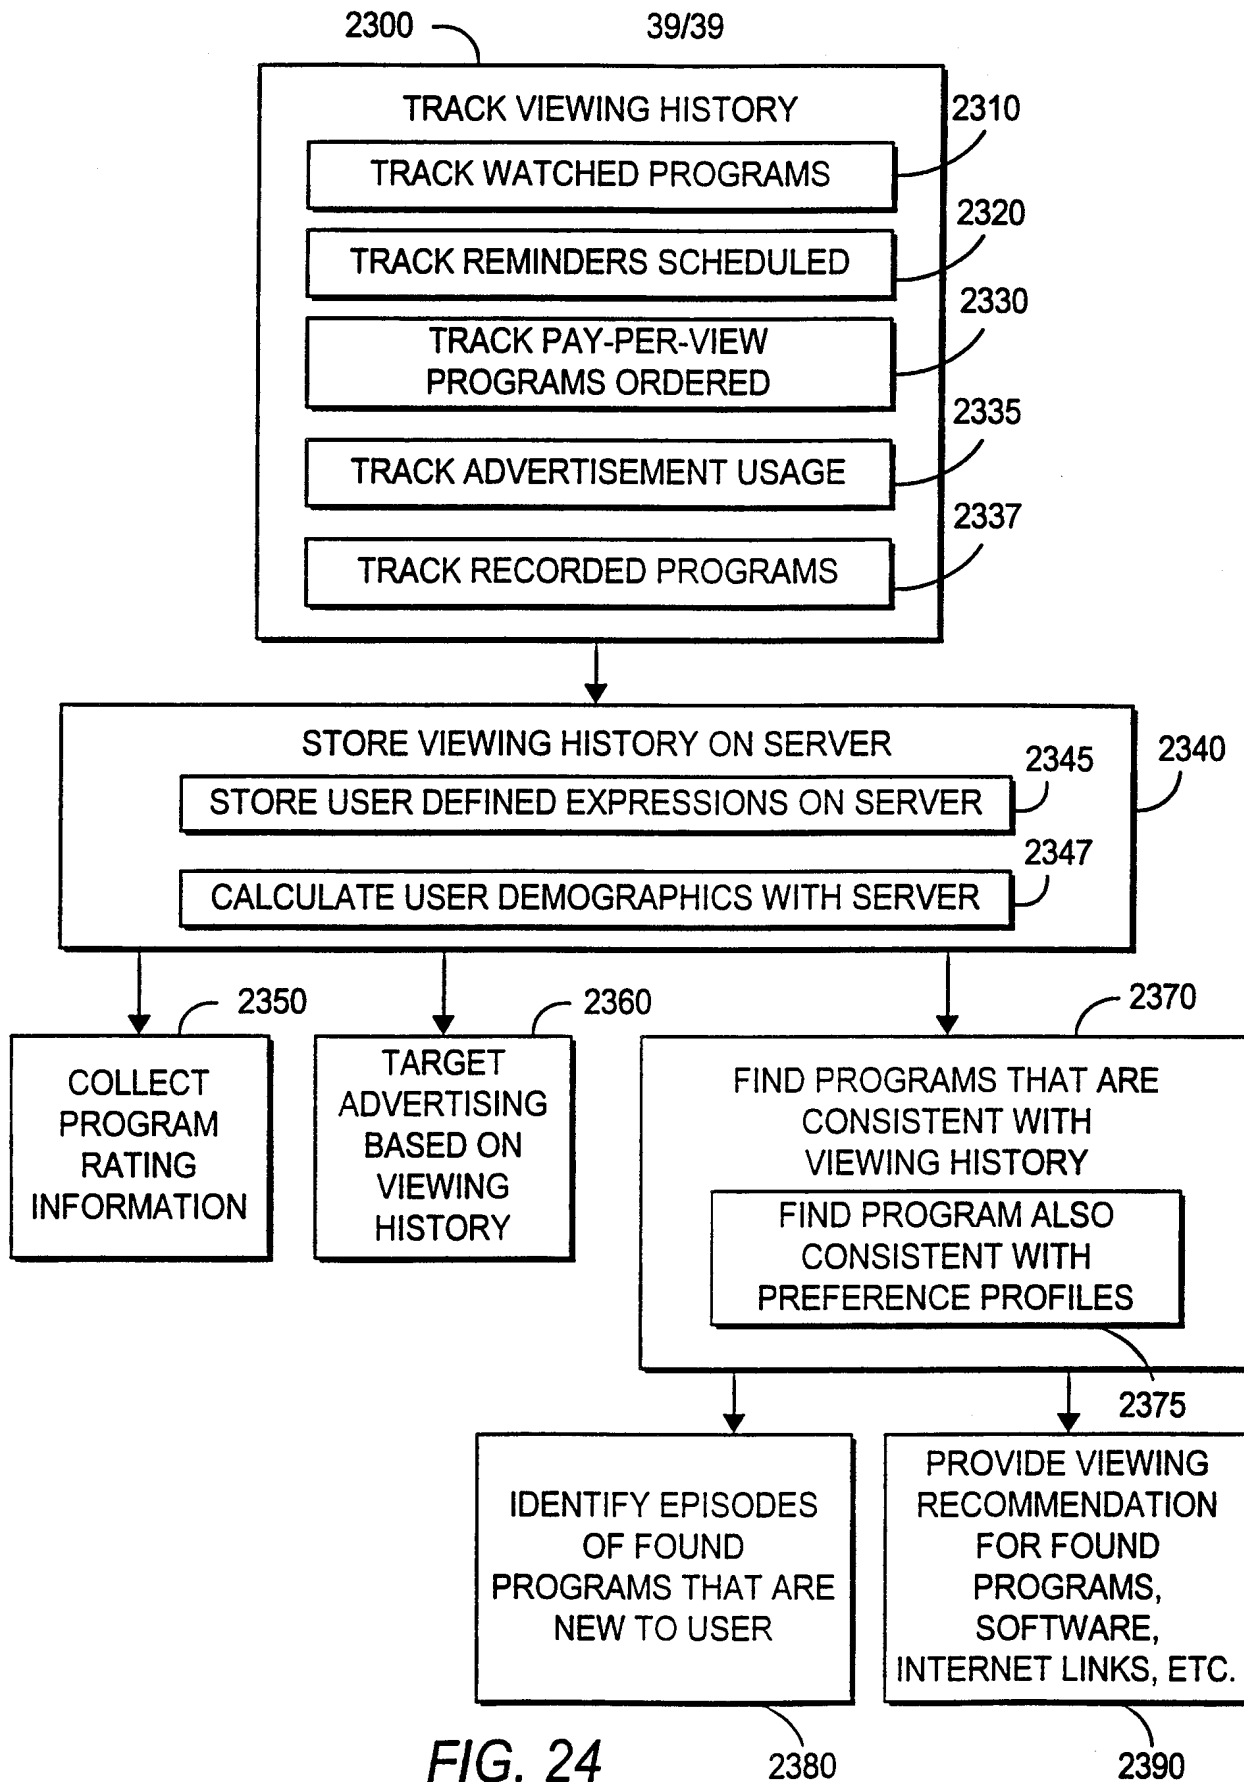 2300
39/39
TRACK VIEWING HISTORY
2310
TRACK WATCHED PROGRAMS
2320
TRACK REMINDERS SCHEDULED
2330
TRACK PAY-PER-VIEW
PROGRAMS ORDERED
2335
TRACK ADVERTISEMENT USAGE
2337
TRACK RECORDED PROGRAMS
STORE VIEWING HISTORY ON SERVER
2345
2340
STORE USER DEFINED EXPRESSIONS ON SERVER
2347
CALCULATE USER DEMOGRAPHICS WITH SERVER
2350
COLLECT
PROGRAM
RATING
INFORMATION
2360
TARGET
ADVERTISING
BASED ON
VIEWING
HISTORY
2370
FIND PROGRAMS THAT ARE
CONSISTENT WITH
VIEWING HISTORY
FIND PROGRAM ALSO
CONSISTENT WITH
PREFERENCE PROFILES
2375
IDENTIFY EPISODES
OF FOUND
PROGRAMS THAT ARE
NEW TO USER
PROVIDE VIEWING
RECOMMENDATION
FOR FOUND
PROGRAMS,
SOFTWARE,
INTERNET LINKS, ETC.
FIG. 24
2380
2390